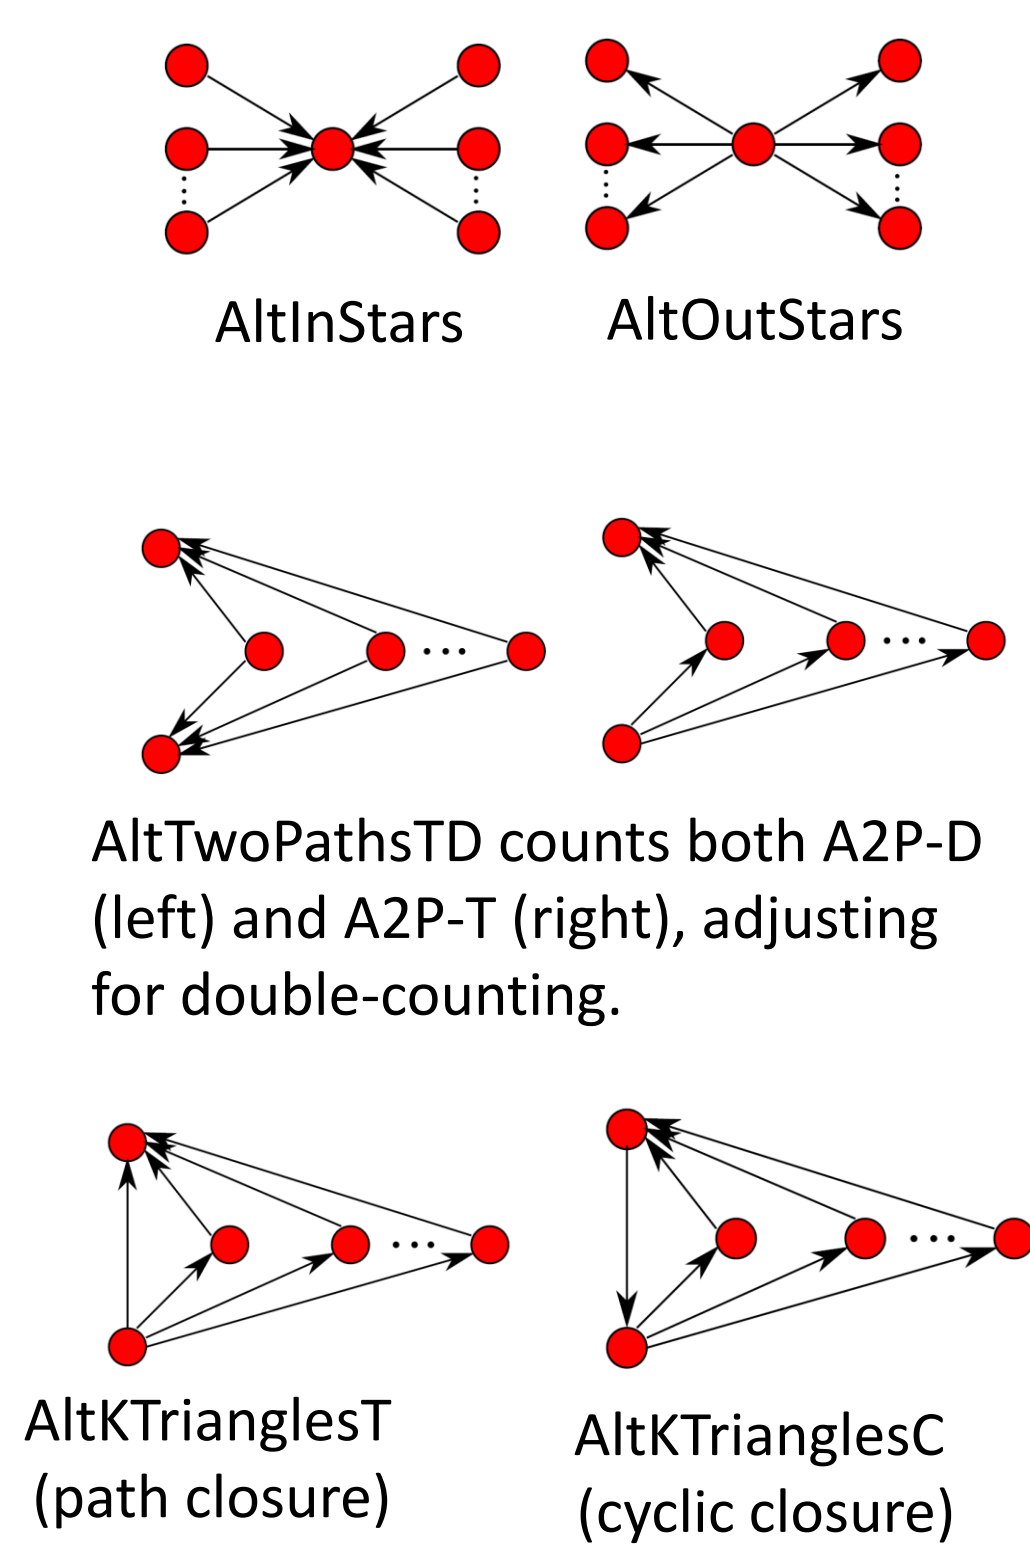 AltInStars
AltOutStars
AltTwoPathsTD counts both A2P-D
(left) and A2P-T (right), adjusting
for double-counting.
AltKTrianglesT
(path closure)
AltKTrianglesC
(cyclic closure)